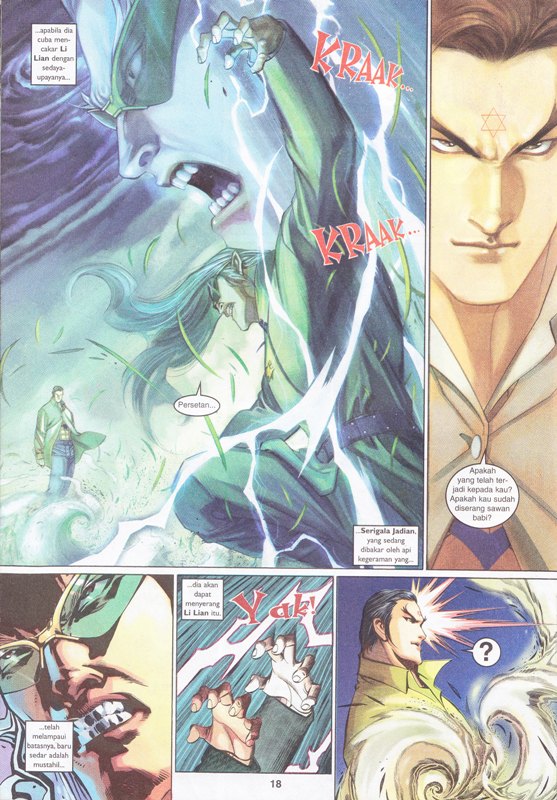 ...apabila dia
cuba men-
cakar Li
Lian dengan
sedaya-
upayanya...
KRAAK...
KRAAK...
Persetan...
Apakah
yang telah ter-
jadi kepada kau?
Apakah kau sudah
diserang sawan
babi?
...Serigala Jadian,
yang sedang
dibakar oleh api
kegeraman yang...
...telah
melampaui
batasnya, baru
sedar adalah
mustahil...
...dia akan
dapat
menyerang
Li Lian itu.
Yak!
?
18